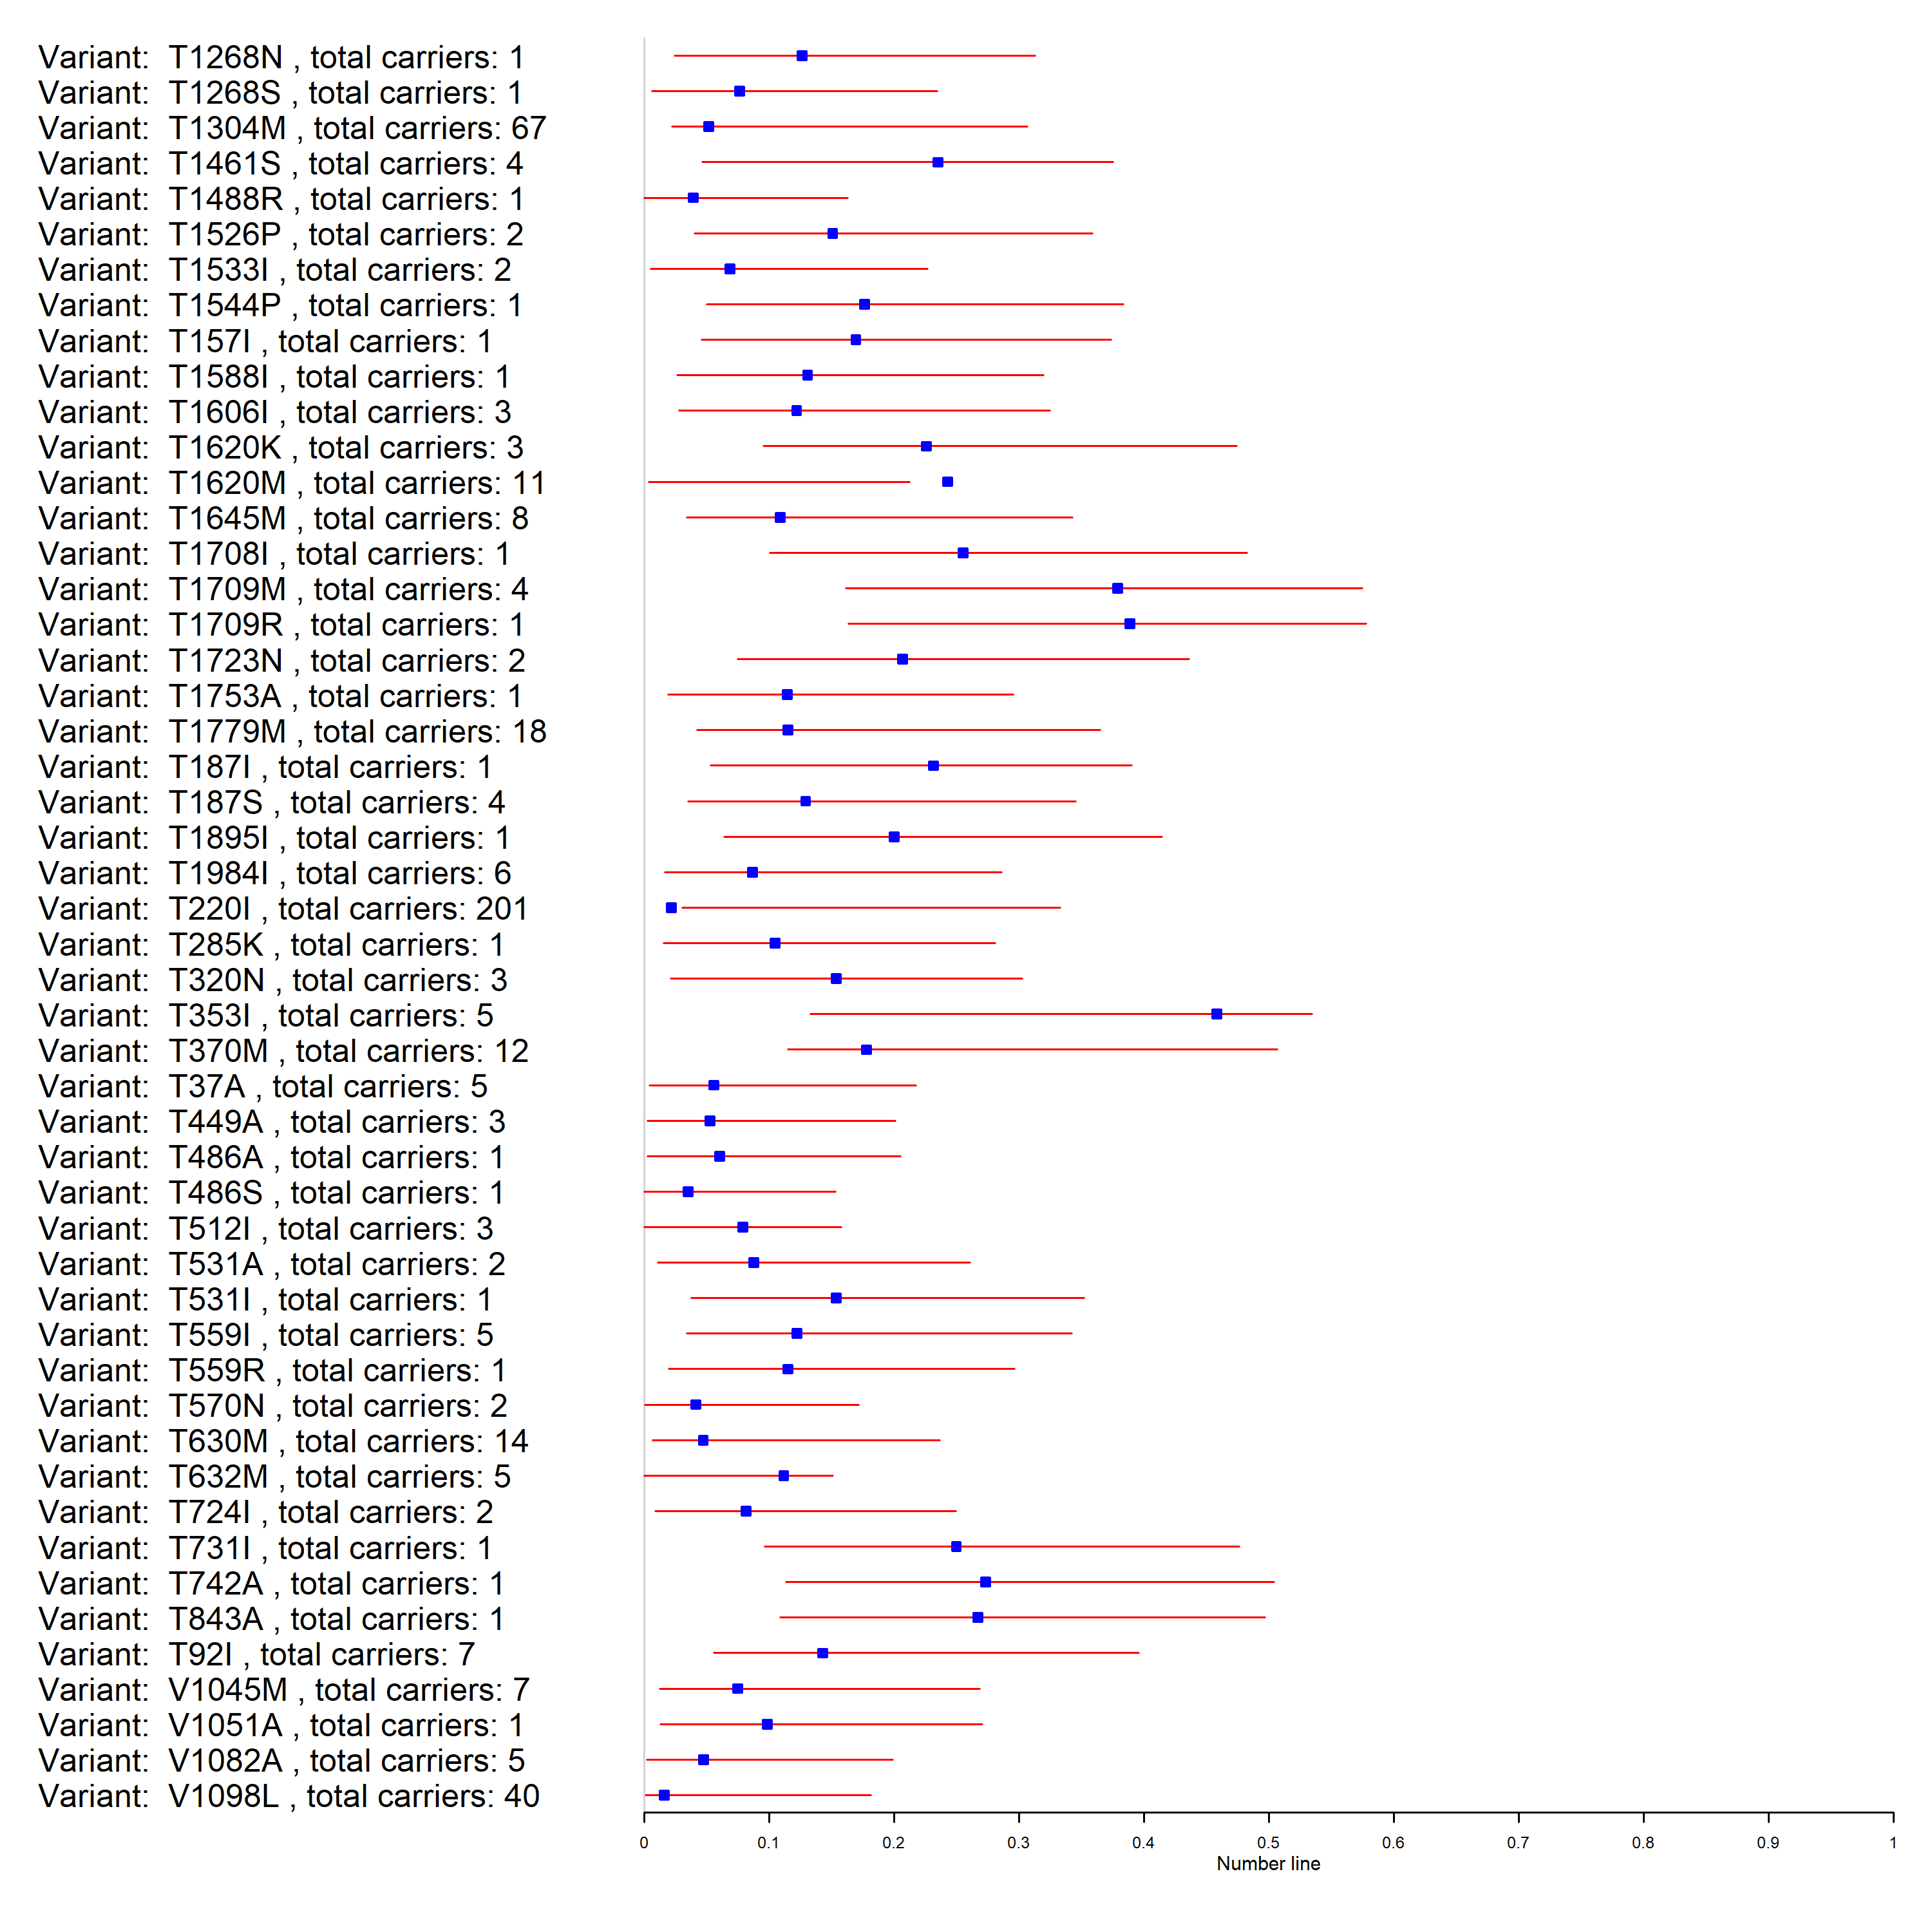 Variant: T1268N , total carriers: 1
Variant: T1268S , total carriers: 1
Variant: T1304M , total carriers: 67
Variant: T1461S , total carriers: 4
Variant: T1488R , total carriers: 1
Variant: T1526P , total carriers: 2
Variant: T1533I , total carriers: 2
Variant: T1544P , total carriers: 1
Variant: T157I , total carriers: 1
Variant: T1588I , total carriers: 1
Variant: T1606I , total carriers: 3
Variant: T1620K , total carriers: 3
Variant: T1620M , total carriers: 11
Variant: T1645M , total carriers: 8
Variant: T1708I , total carriers: 1
Variant: T1709M , total carriers: 4
Variant: T1709R , total carriers: 1
Variant: T1723N , total carriers: 2
Variant: T1753A , total carriers: 1
Variant: T1779M , total carriers: 18
Variant: T187I , total carriers: 1
Variant: T187S , total carriers: 4
Variant: T1895I , total carriers: 1
Variant: T1984I , total carriers: 6
Variant: T220I , total carriers: 201
Variant: T285K , total carriers: 1
Variant: T320N , total carriers: 3
Variant: T353I , total carriers: 5
Variant: T370M , total carriers: 12
Variant: T37A , total carriers: 5
Variant: T449A , total carriers: 3
Variant: T486A , total carriers: 1
Variant: T486S , total carriers: 1
Variant: T512I , total carriers: 3
Variant: T531A , total carriers: 2
Variant: T531I , total carriers: 1
Variant: T559I , total carriers: 5
Variant: T559R , total carriers: 1
Variant: T570N , total carriers: 2
Variant: T630M , total carriers: 14
Variant: T632M , total carriers: 5
Variant: T724I , total carriers: 2
Variant: T731I , total carriers: 1
Variant: T742A , total carriers: 1
Variant: T843A , total carriers: 1
Variant: T92I , total carriers: 7
Variant: V1045M , total carriers: 7
Variant: V1051A , total carriers: 1
Variant: V1082A , total carriers: 5
Variant: V1098L , total carriers: 40
0 0.1 0.2 0.3 0.4 0.5 0.6 0.7 0.8 0.9 1
Number line